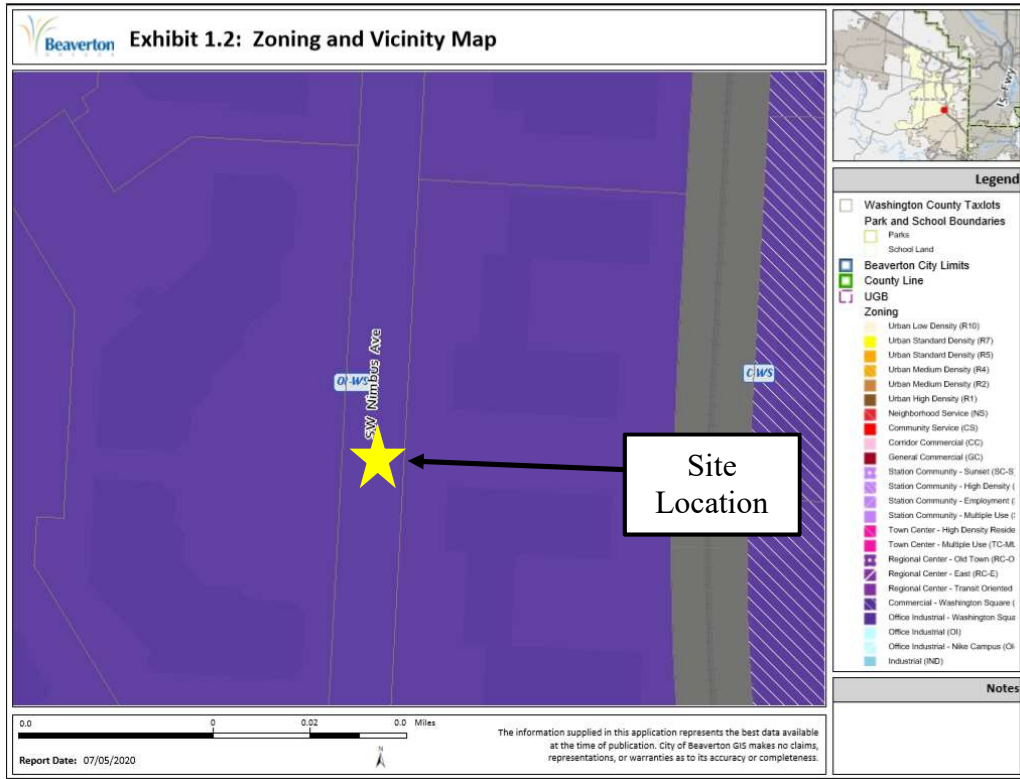 Beaverton
OREGON
Exhibit 1.2: Zoning and Vicinity Map
I5-Fwy
OI-WS
SW Nimbus Ave
C-WS
Site
Location
Legend
Washington County Taxlots
Park and School Boundaries
Parks
School Land
Beaverton City Limits
County Line
UGB
Zoning
Urban Low Density (R10)
Urban Standard Density (R7)
Urban Standard Density (R5)
Urban Medium Density (R4)
Urban Medium Density (R2)
Urban High Density (R1)
Neighborhood Service (NS)
Community Service (CS)
Corridor Commercial (CC)
General Commercial (GC)
Station Community - Sunset (SC-S
Station Community - High Density (
Station Community - Employment (
Station Community - Multiple Use (
Town Center - High Density Reside
Town Center - Multiple Use (TC-MU
Regional Center - Old Town (RC-O
Regional Center - East (RC-E)
Regional Center - Transit Oriented
Commercial - Washington Square (
Office Industrial - Washington Squa
Office Industrial (OI)
Office Industrial - Nike Campus (OI-
Industrial (IND)
Notes
0.0 0 0.02 0.0 Miles
Report Date: 07/05/2020
N
The information supplied in this application represents the best data available
at the time of publication. City of Beaverton GIS makes no claims,
representations, or warranties as to its accuracy or completeness.